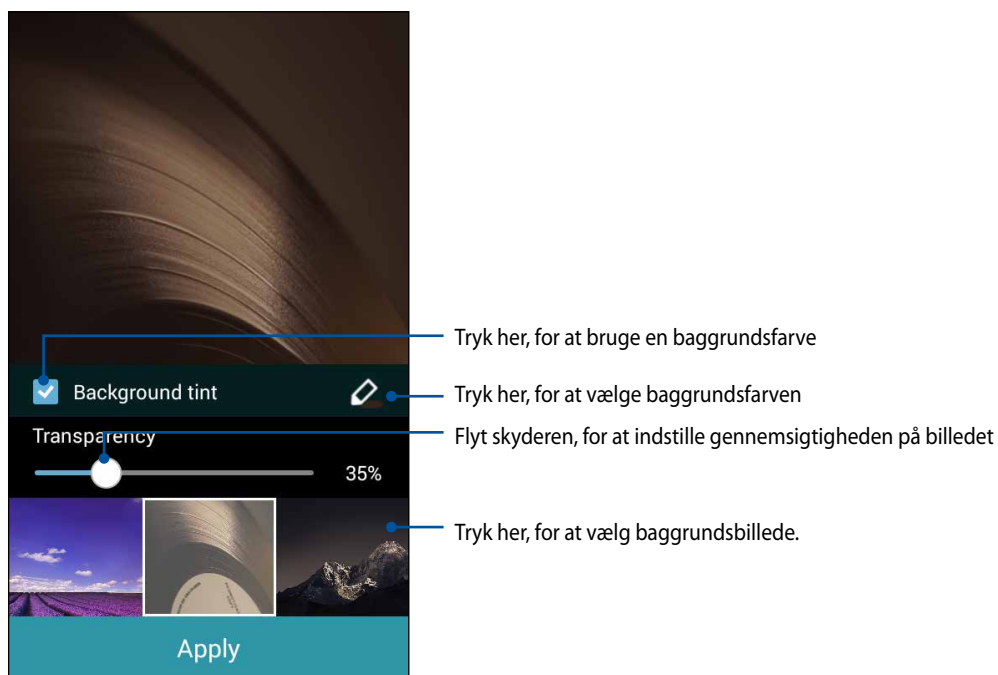 Tryk her, for at bruge en baggrundsfarve
Background tint
Tryk her, for at vælge baggrundsfarven
Transparency
Flyt skyderen, for at indstille gennemsigtigheden på billedet
35%
Tryk her, for at vælg baggrundsbillede.
Apply